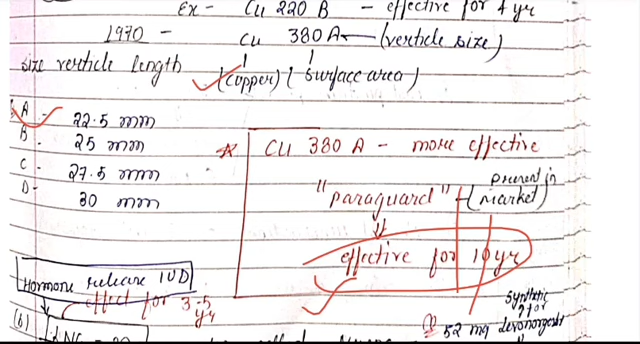 Ex - Cu 220 B - effective for 4 yr
1970 - Cu 380 A ← (verticle size)
size verticle length (copper) (surface area)
A - 22.5 mm
B - 25 mm
C - 27.5 mm
D - 30 mm
* Cu 380 A - more effective
"paraguard" - (present in market)
effective for 10 yr
Hormone release IUD
effect for 3-5 yr
(6)
synthetic
52 mg